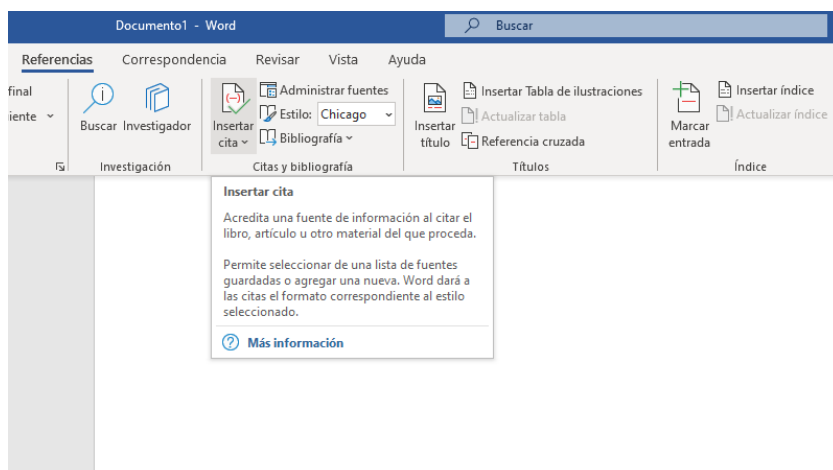 Documento1 - Word
Buscar
Referencias Correspondencia Revisar Vista Ayuda
final
iente
Buscar Investigador
Investigación
Insertar
cita
Administrar fuentes
Estilo: Chicago
Bibliografía
Citas y bibliografía
Insertar
título
Insertar Tabla de ilustraciones
Actualizar tabla
Referencia cruzada
Títulos
Marcar
entrada
Insertar índice
Actualizar índice
Índice
Insertar cita
Acredita una fuente de información al citar el
libro, artículo u otro material del que proceda.
Permite seleccionar de una lista de fuentes
guardadas o agregar una nueva. Word dará a
las citas el formato correspondiente al estilo
seleccionado.
Más información